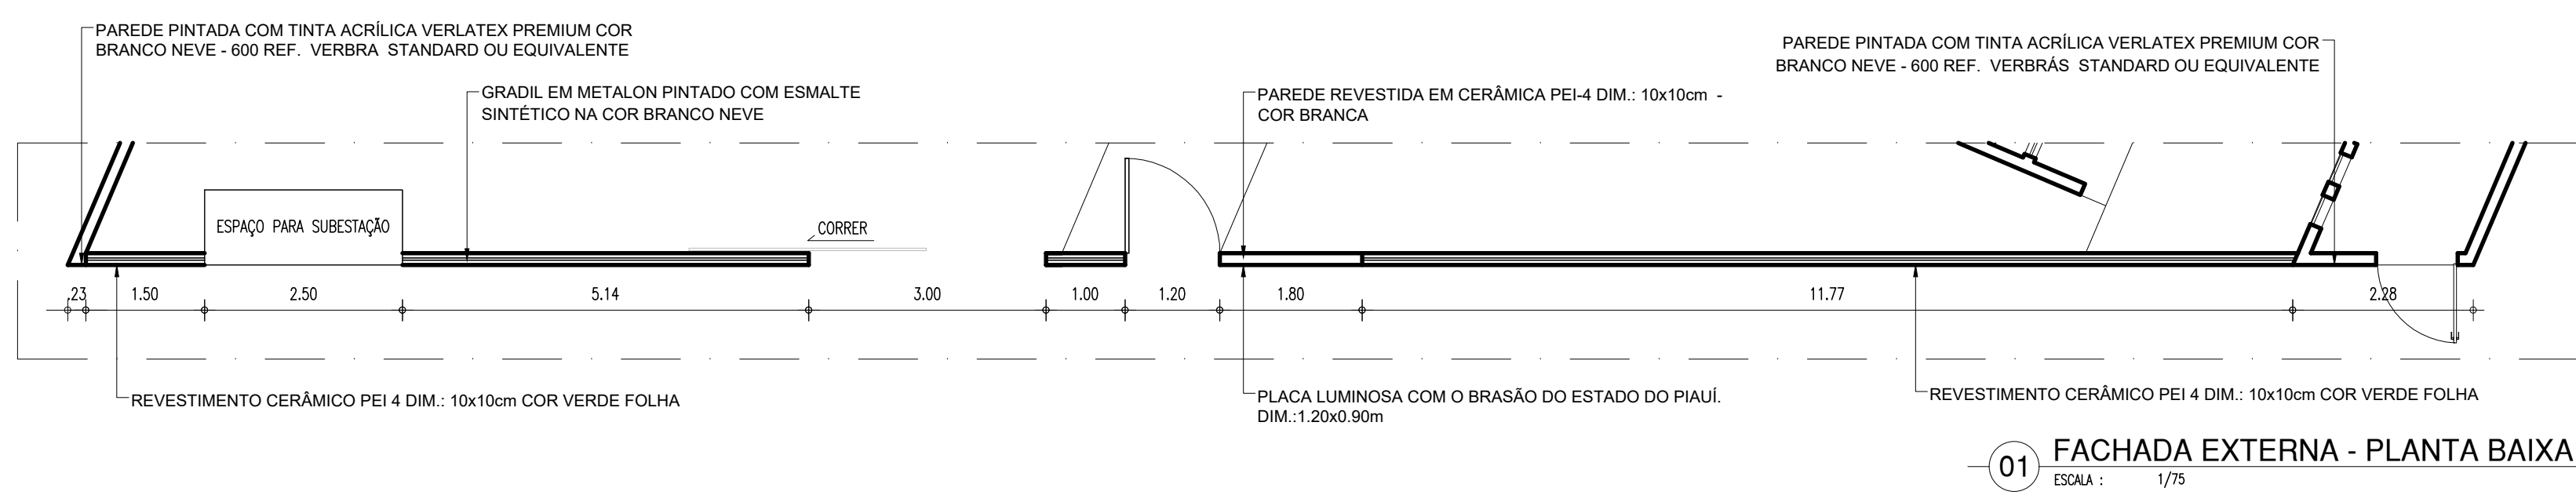 PAREDE PINTADA COM TINTA ACRÍLICA VERLATEX PREMIUM COR
BRANCO NEVE - 600 REF. VERBRA STANDARD OU EQUIVALENTE
PAREDE PINTADA COM TINTA ACRÍLICA VERLATEX PREMIUM COR
BRANCO NEVE - 600 REF. VERBRÁS STANDARD OU EQUIVALENTE
GRADIL EM METALON PINTADO COM ESMALTE
SINTÉTICO NA COR BRANCO NEVE
PAREDE REVESTIDA EM CERÂMICA PEI-4 DIM.: 10x10cm -
COR BRANCA
ESPAÇO PARA SUBESTAÇÃO
CORRER
.23 1.50 2.50 5.14 3.00 1.00 1.20 1.80 11.77 2.28
REVESTIMENTO CERÂMICO PEI 4 DIM.: 10x10cm COR VERDE FOLHA
PLACA LUMINOSA COM O BRASÃO DO ESTADO DO PIAUÍ.
DIM.:1.20x0.90m
REVESTIMENTO CERÂMICO PEI 4 DIM.: 10x10cm COR VERDE FOLHA
01 FACHADA EXTERNA - PLANTA BAIXA
ESCALA : 1/75